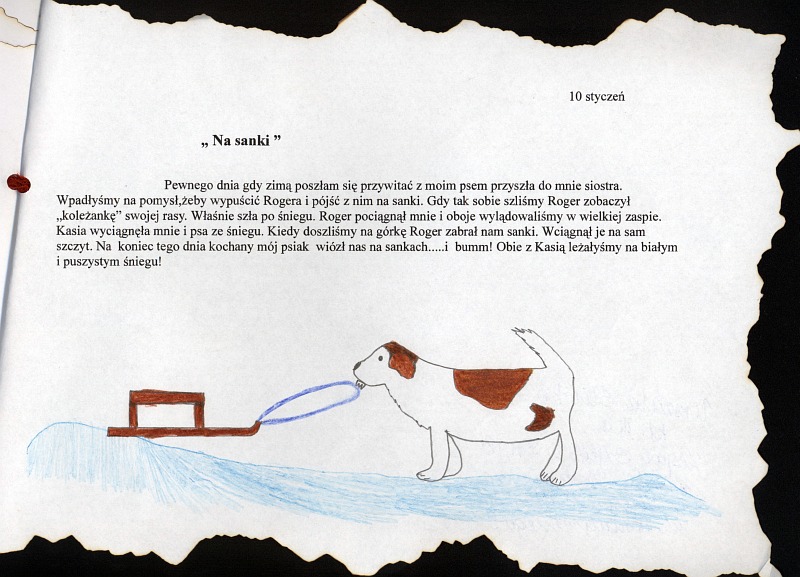 10 styczeń
„ Na sanki ”
Pewnego dnia gdy zimą poszłam się przywitać z moim psem przyszła do mnie siostra.
Wpadłyśmy na pomysł,żeby wypuścić Rogera i pójść z nim na sanki. Gdy tak sobie szliśmy Roger zobaczył
„koleżankę” swojej rasy. Właśnie szła po śniegu. Roger pociągnął mnie i oboje wylądowaliśmy w wielkiej zaspie.
Kasia wyciągnęła mnie i psa ze śniegu. Kiedy doszliśmy na górkę Roger zabrał nam sanki. Wciągnął je na sam
szczyt. Na koniec tego dnia kochany mój psiak wiózł nas na sankach.....i bumm! Obie z Kasią leżałyśmy na białym
i puszystym śniegu!